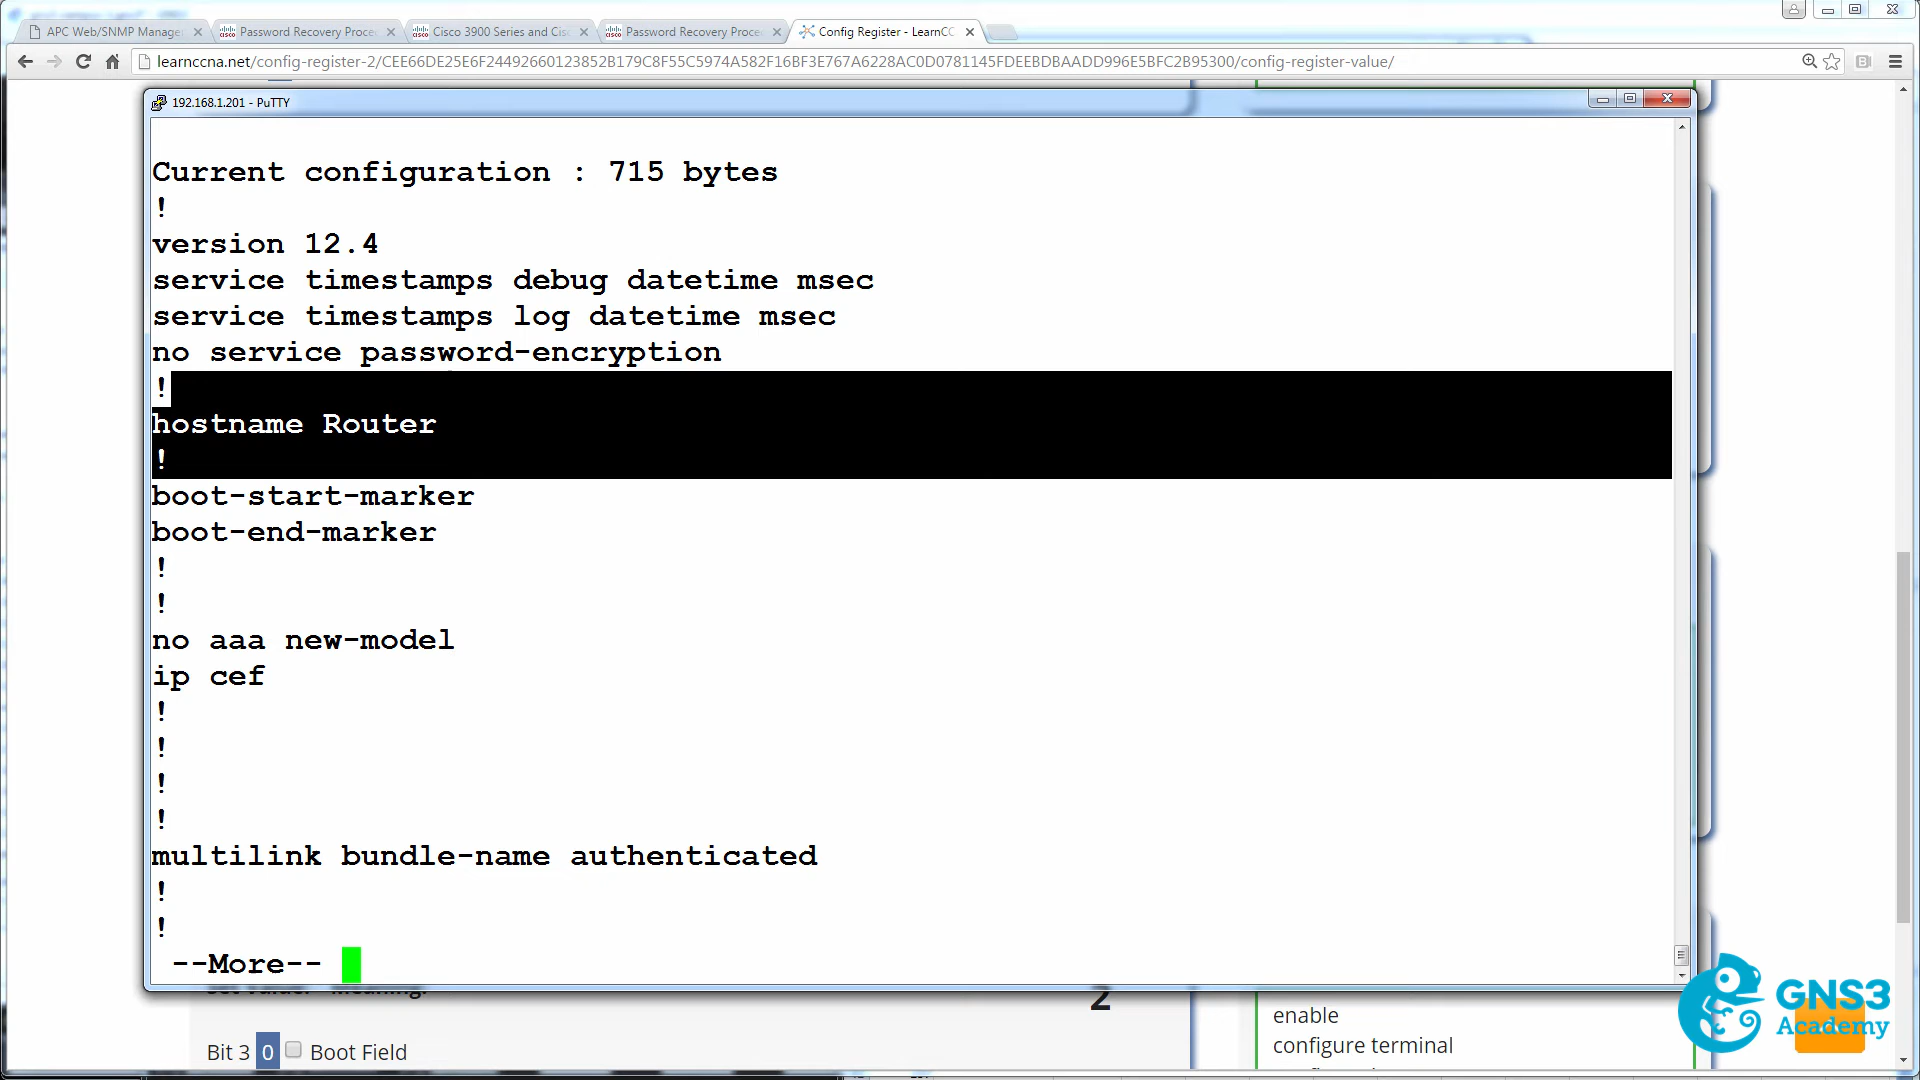 APC Web/SNMP Manage
Password Recovery Proce
Cisco 3900 Series and Cis
Password Recovery Proce
Config Register - LearnCC
learnccna.net/config-register-2/CEE66DE25E6F24492660123852B179C8F55C5974A582F16BF3E767A6228AC0D0781145FDEEBDBAADD996E5BFC2B95300/config-register-value/
192.168.1.201 - PuTTY
Current configuration : 715 bytes
!
version 12.4
service timestamps debug datetime msec
service timestamps log datetime msec
no service password-encryption
!
hostname Router
!
boot-start-marker
boot-end-marker
!
!
no aaa new-model
ip cef
!
!
!
!
multilink bundle-name authenticated
!
!
--More--
2
Bit 3 0 Boot Field
enable
configure terminal
GNS3
Academy